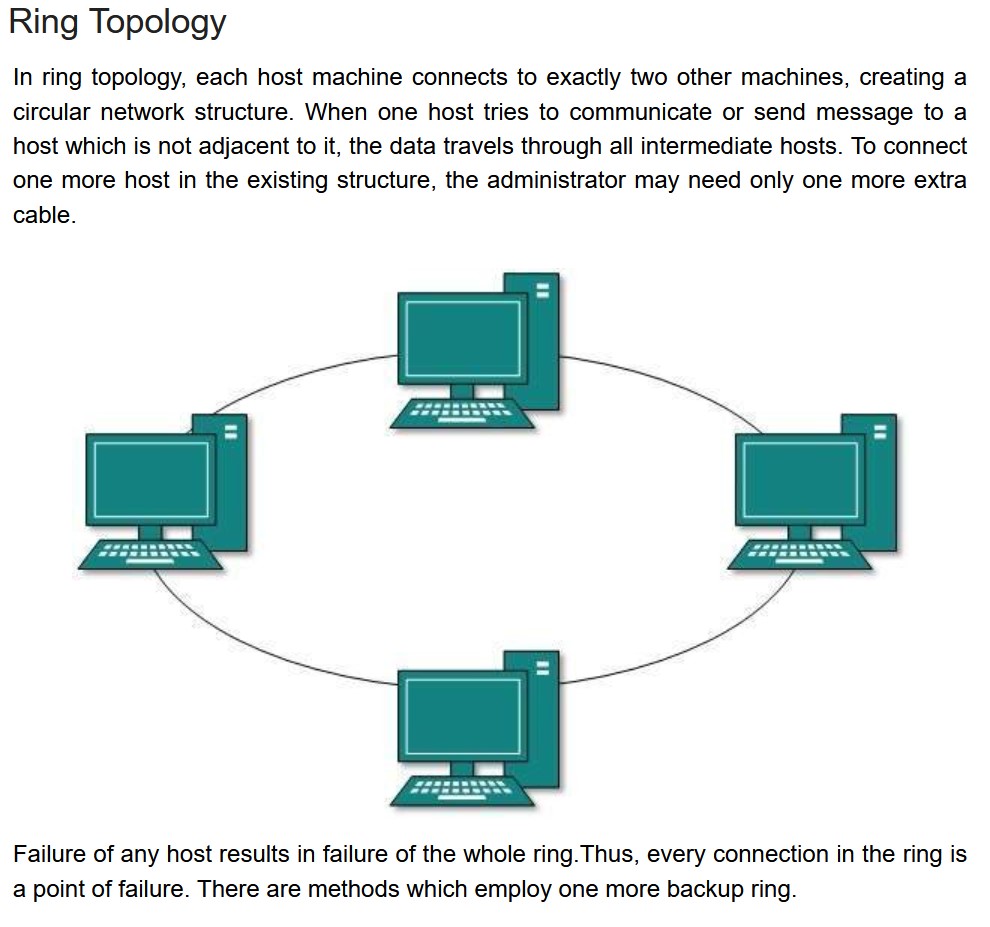 Ring Topology
In ring topology, each host machine connects to exactly two other machines, creating a
circular network structure. When one host tries to communicate or send message to a
host which is not adjacent to it, the data travels through all intermediate hosts. To connect
one more host in the existing structure, the administrator may need only one more extra
cable.
Failure of any host results in failure of the whole ring.Thus, every connection in the ring is
a point of failure. There are methods which employ one more backup ring.